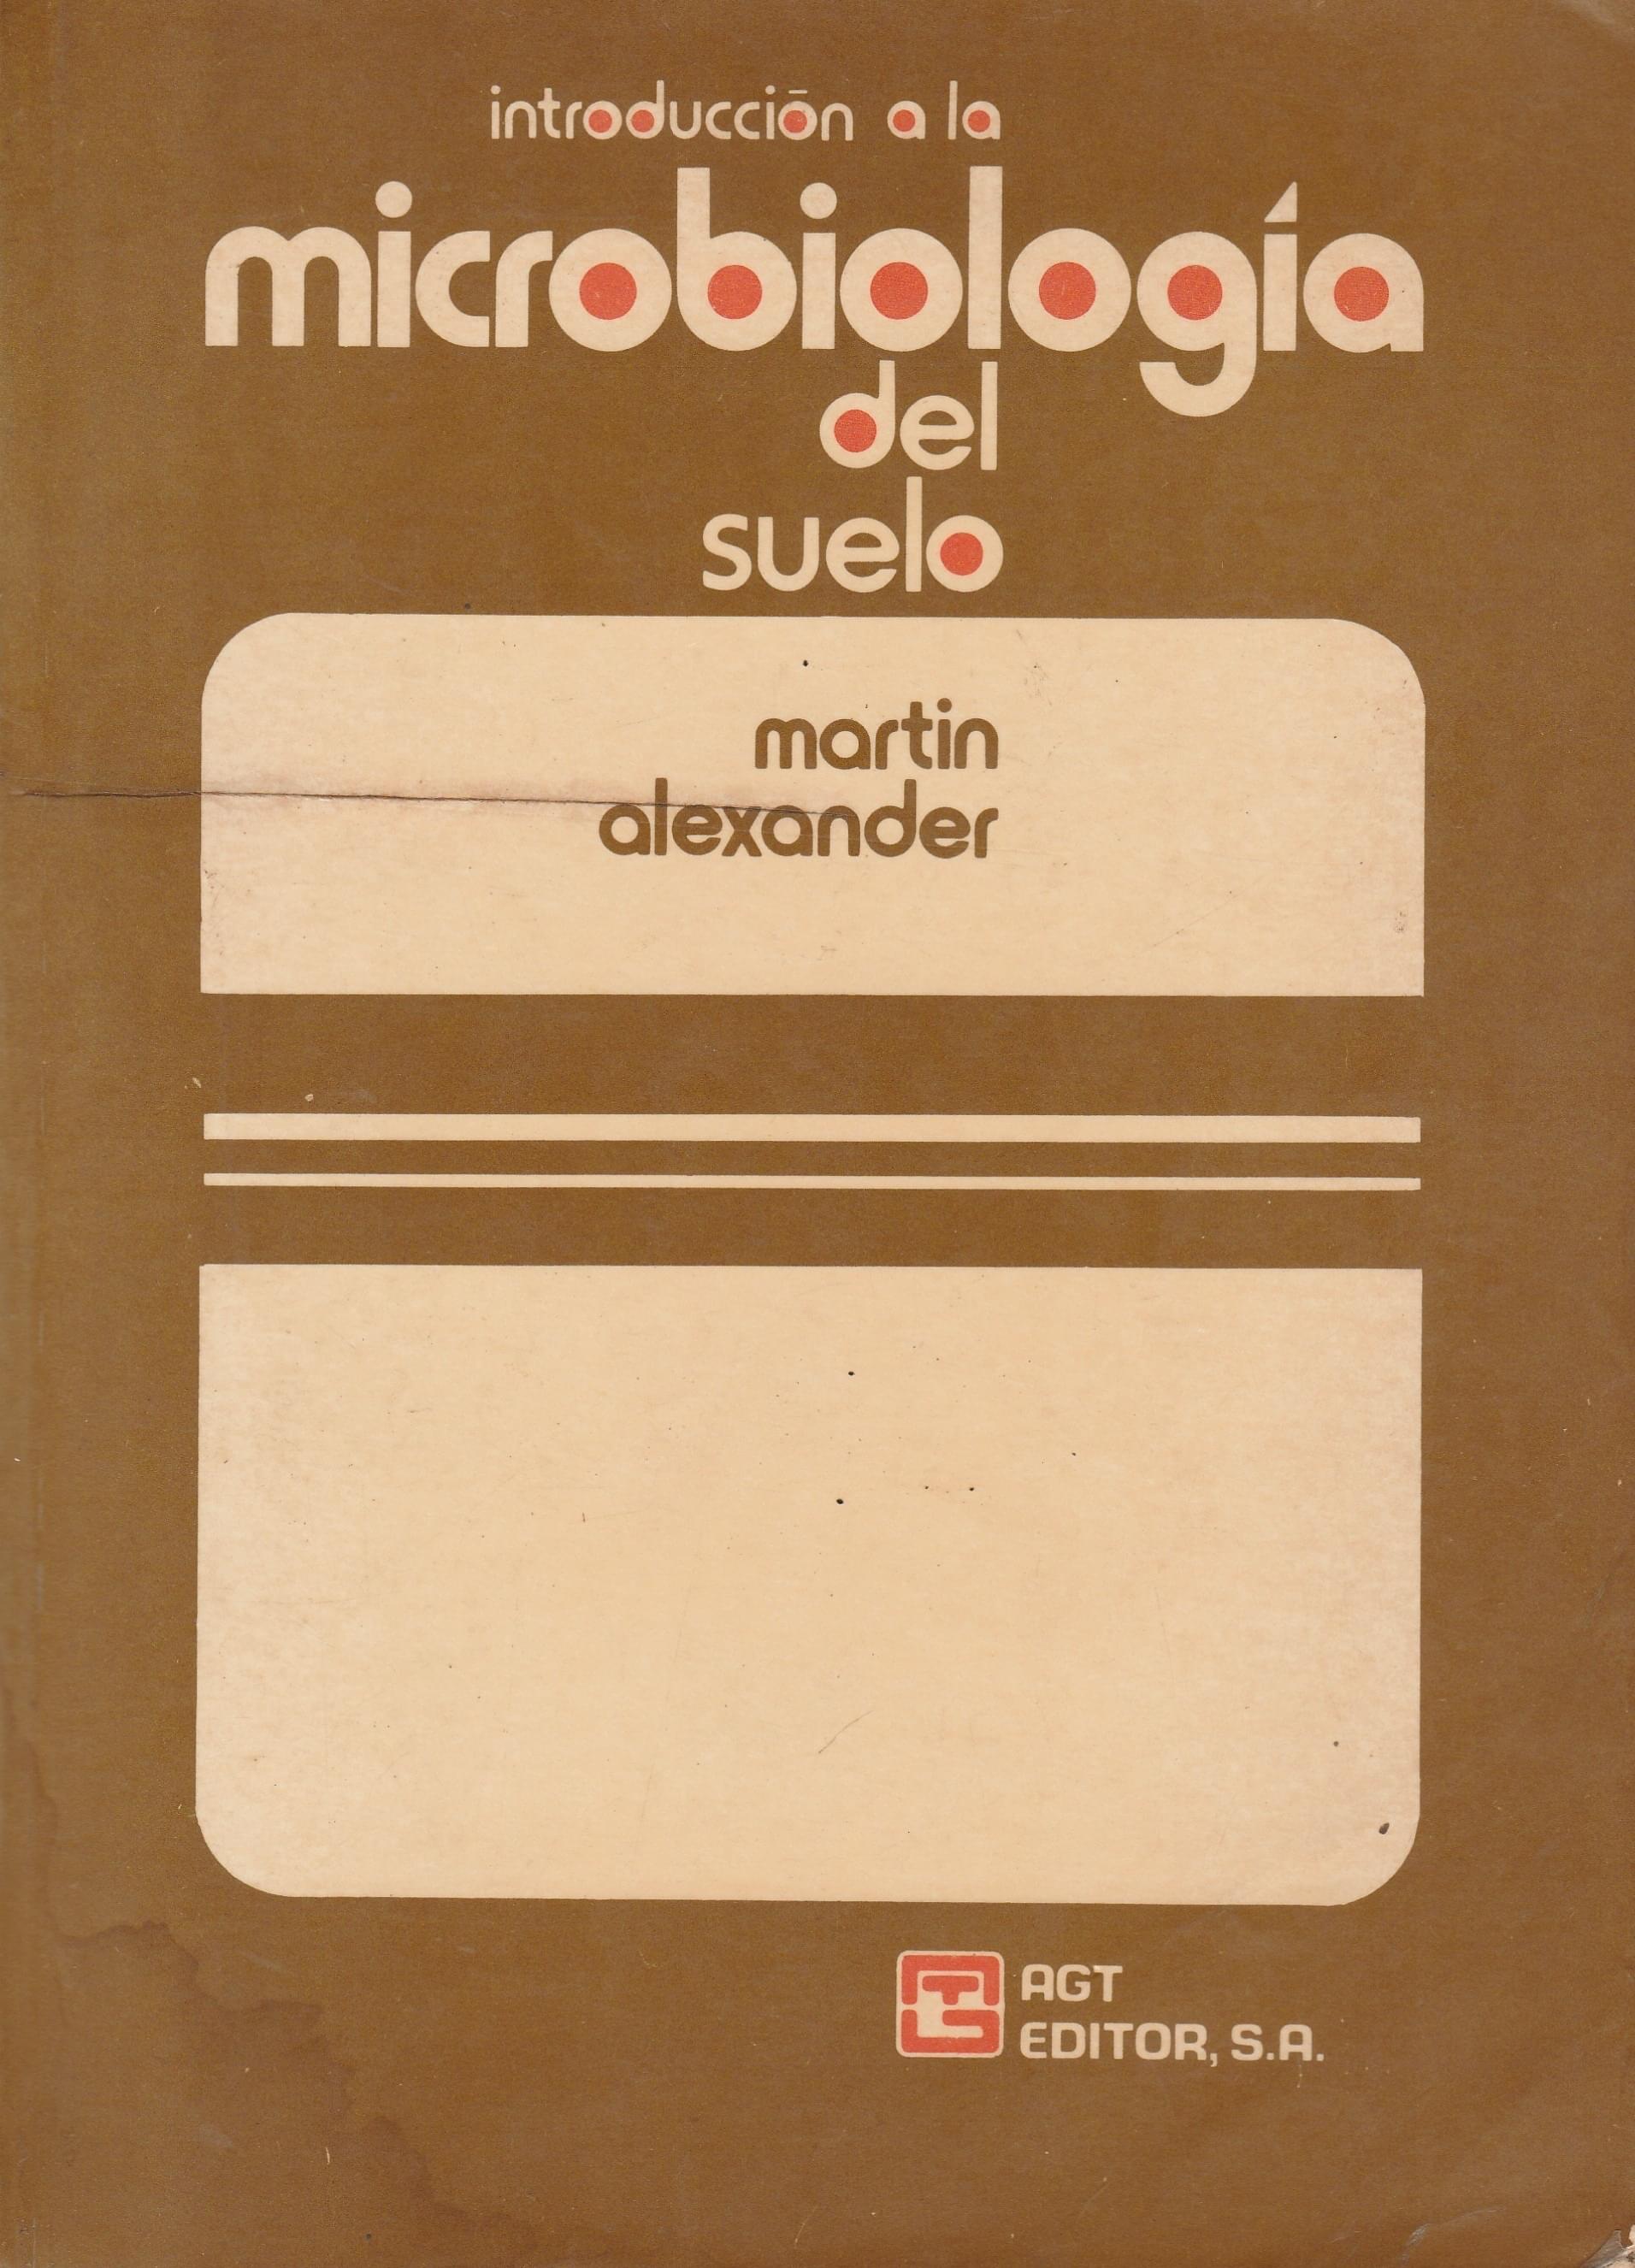 introducción a la
microbiología
del
suelo
martin
alexander
AGT
EDITOR, S.A.